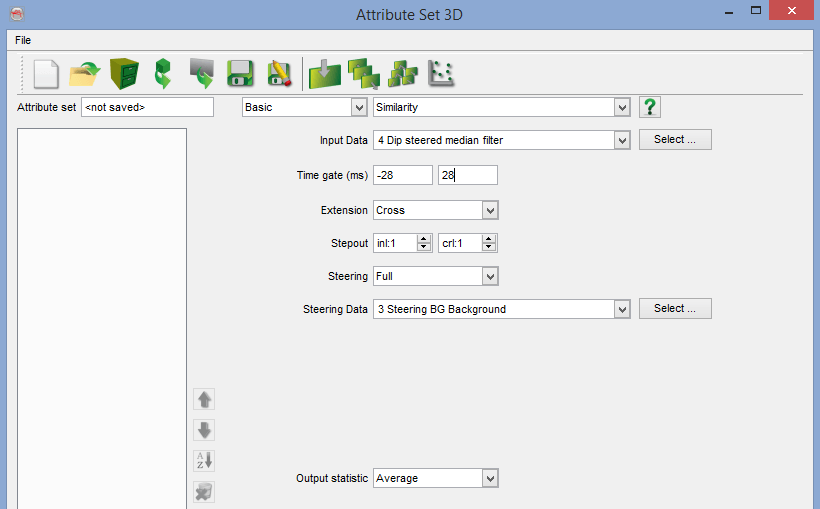 Attribute Set 3D
File
Attribute set <not saved> Basic Similarity ?
Input Data 4 Dip steered median filter Select ...
Time gate (ms) -28 28
Extension Cross
Stepout inl:1 crl:1
Steering Full
Steering Data 3 Steering BG Background Select ...
A
Z
Output statistic Average